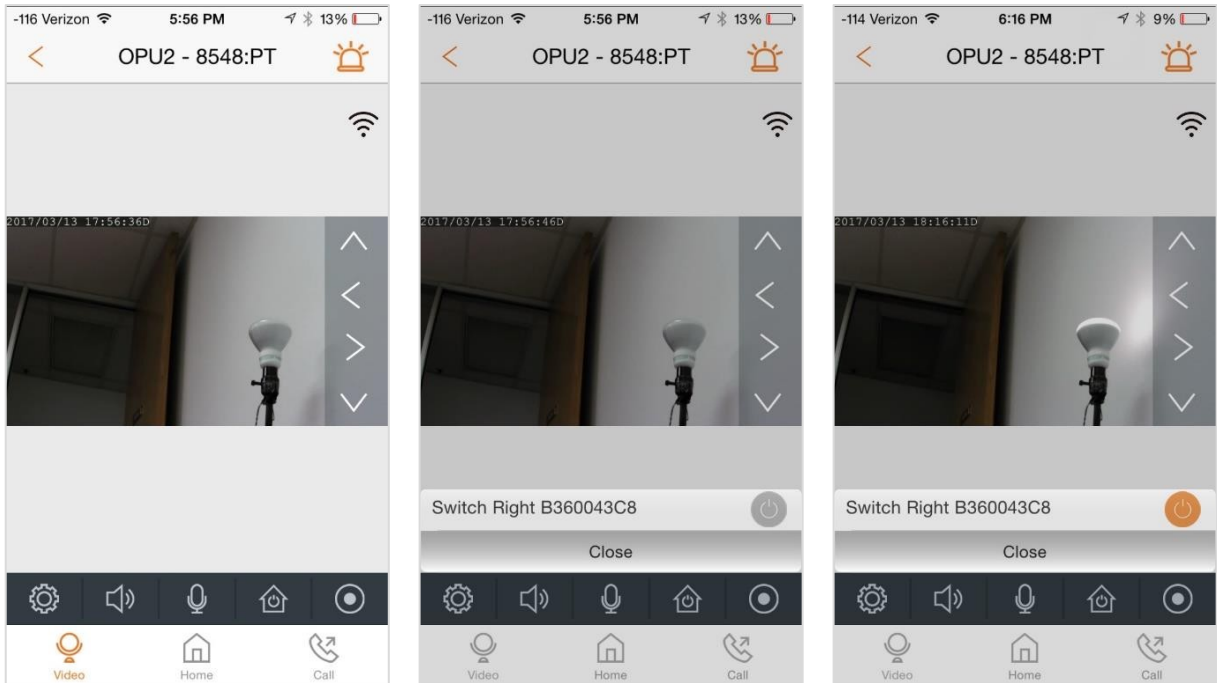 -116 Verizon 5:56 PM 13%
OPU2 - 8548:PT
2017/03/13 17:56:36D
Video Home Call
-116 Verizon 5:56 PM 13%
OPU2 - 8548:PT
2017/03/13 17:56:46D
Switch Right B360043C8
Close
Video Home Call
-114 Verizon 6:16 PM 9%
OPU2 - 8548:PT
2017/03/13 18:16:11D
Switch Right B360043C8
Close
Video Home Call